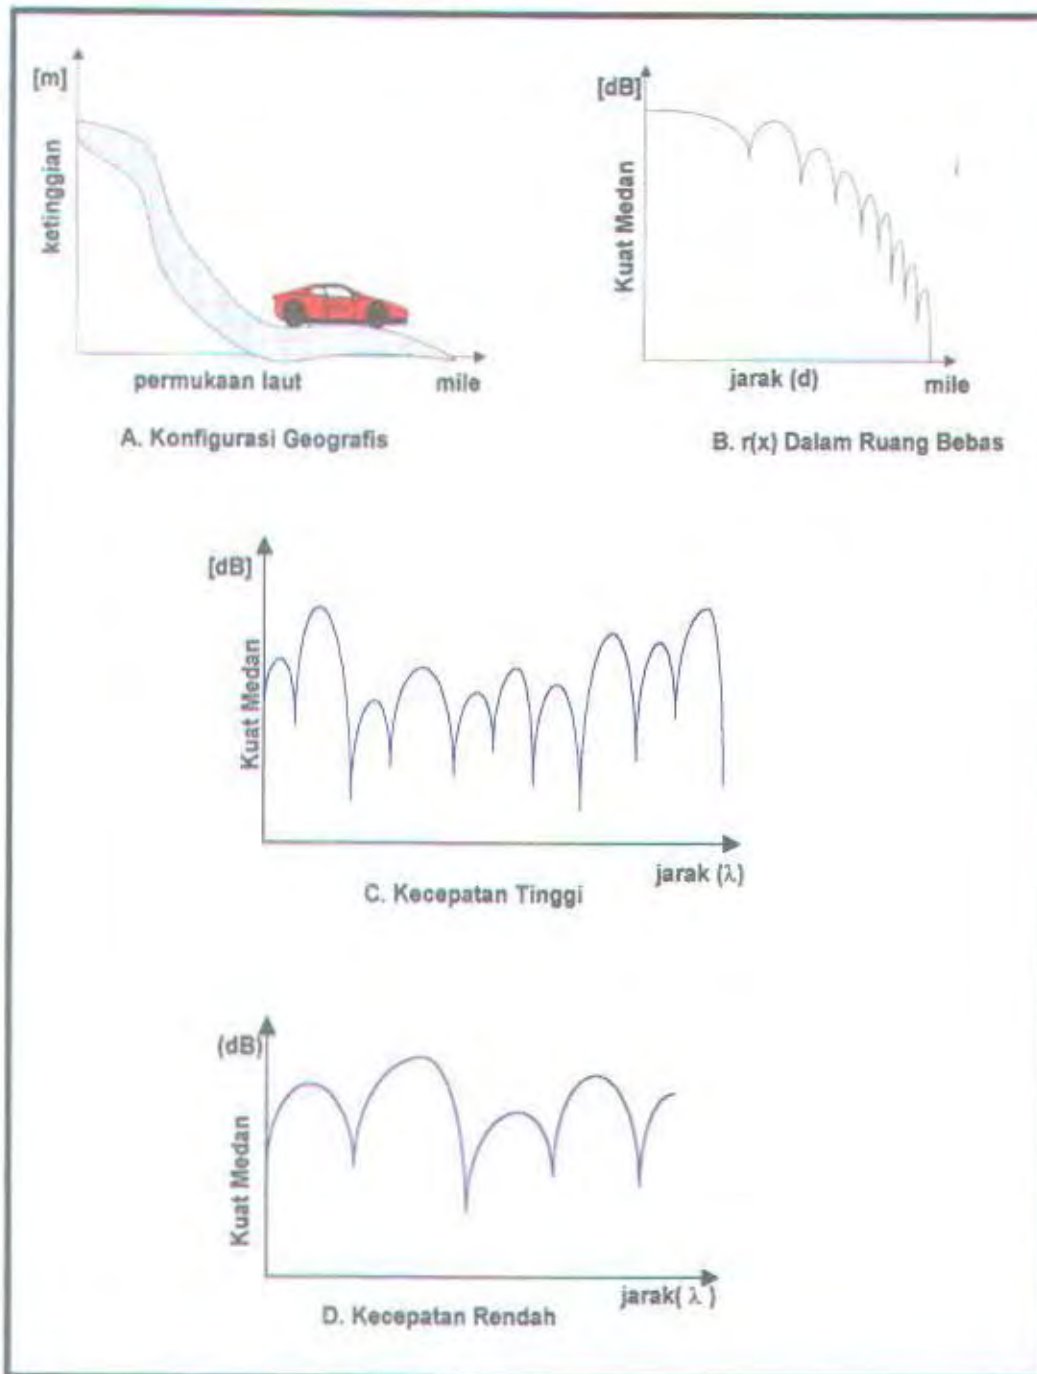 [m]
ketinggian
permukaan laut
mile
A. Konfigurasi Geografis
[dB]
Kuat Medan
jarak (d)
mile
B. r(x) Dalam Ruang Bebas
[dB]
Kuat Medan
jarak (λ)
C. Kecepatan Tinggi
(dB)
Kuat Medan
jarak( λ )
D. Kecepatan Rendah